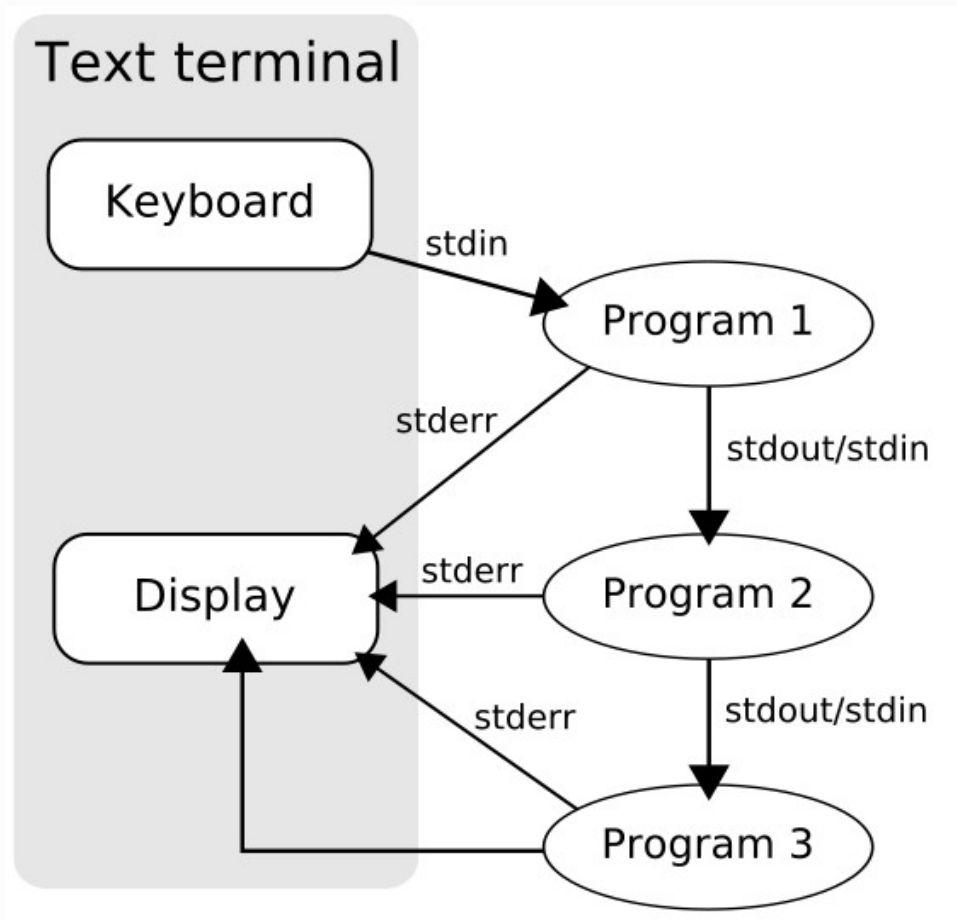 Text terminal
Keyboard
stdin
Program 1
stderr
stdout/stdin
Display
stderr
Program 2
stderr
stdout/stdin
Program 3